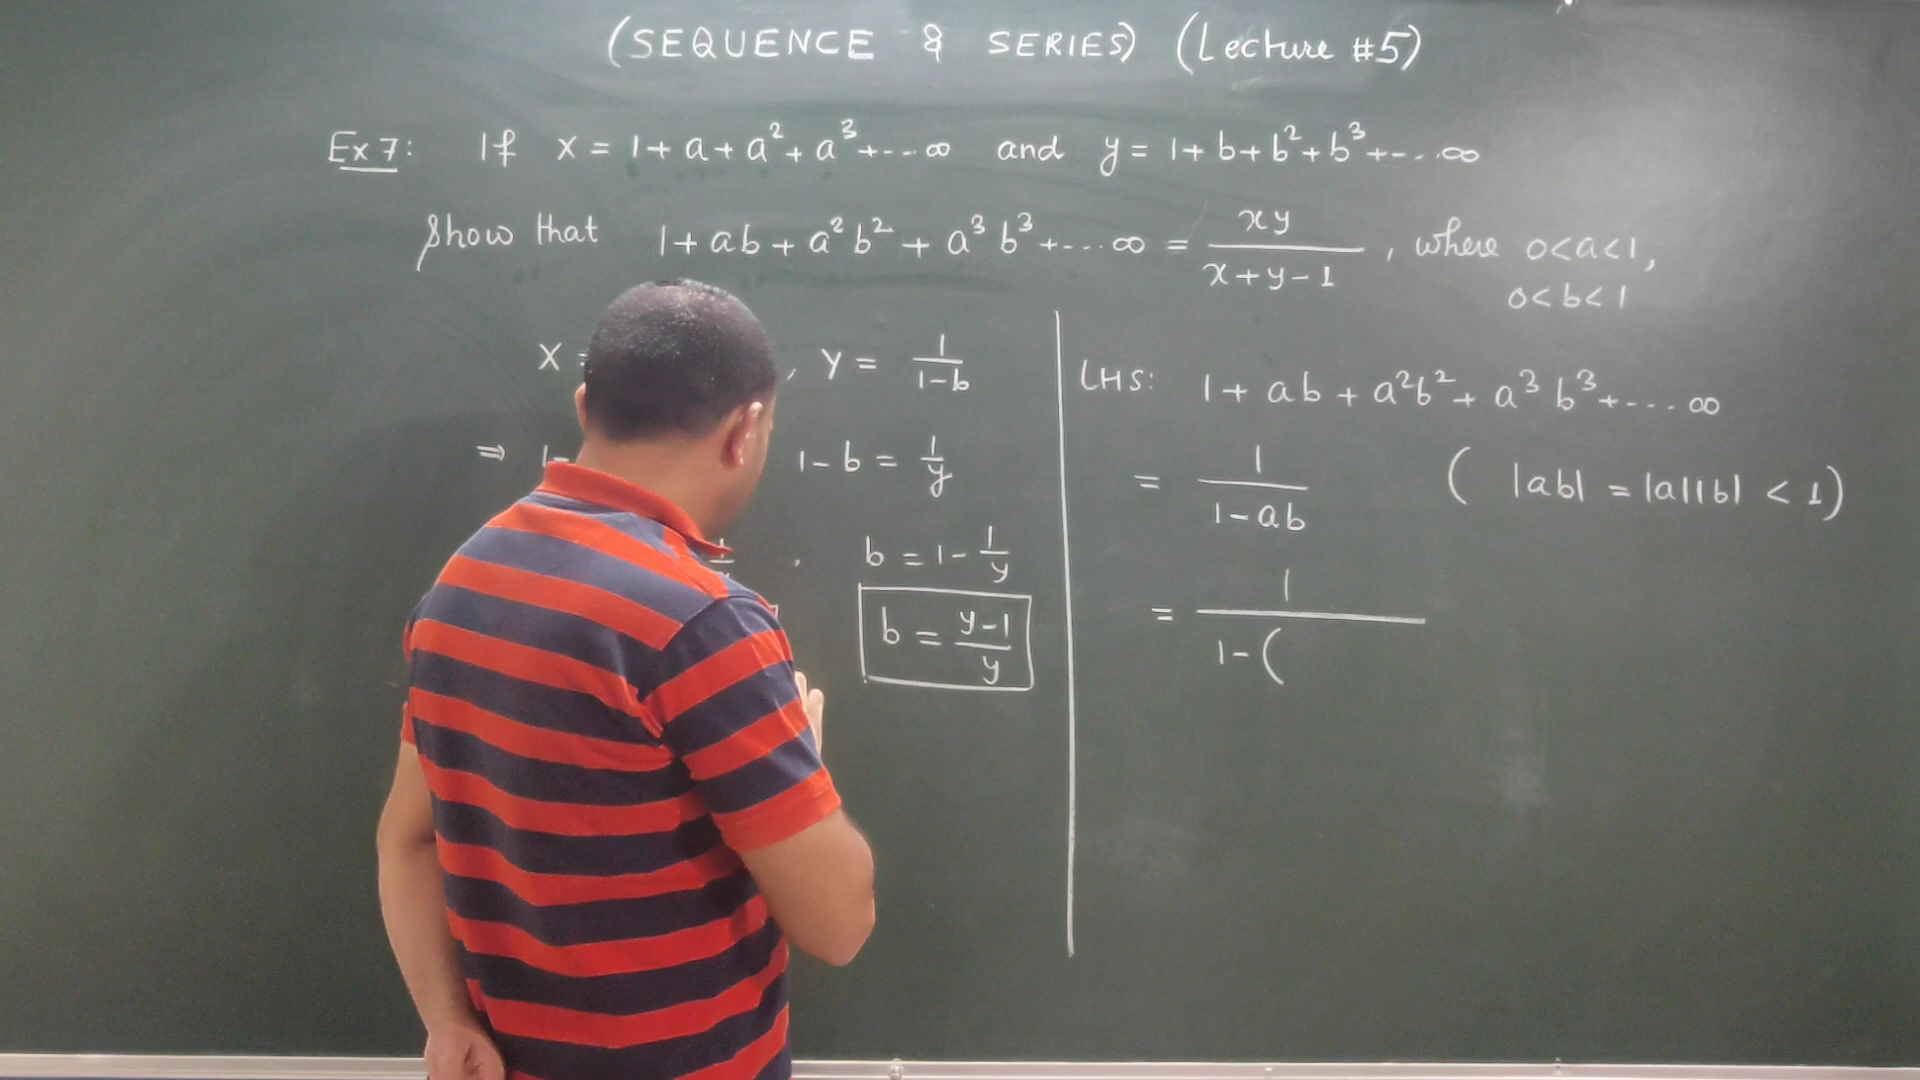 (SEQUENCE & SERIES) (Lecture #5)
Ex 7: If x = 1 + a + a² + a³ + --- ∞ and y = 1 + b + b² + b³ + --- ∞
Show that 1 + ab + a²b² + a³b³ + ---- ∞ = xy / (x + y - 1), where 0 < a < 1,
0 < b < 1
X = , Y = 1 / (1-b)
⇒ 1- 1 - b = 1/y
b = 1 - 1/y
b = (y-1)/y
LHS: 1 + ab + a²b² + a³b³ + ---- ∞
= 1 / (1-ab) ( |ab| = |a||b| < 1)
= 1 / 1-(